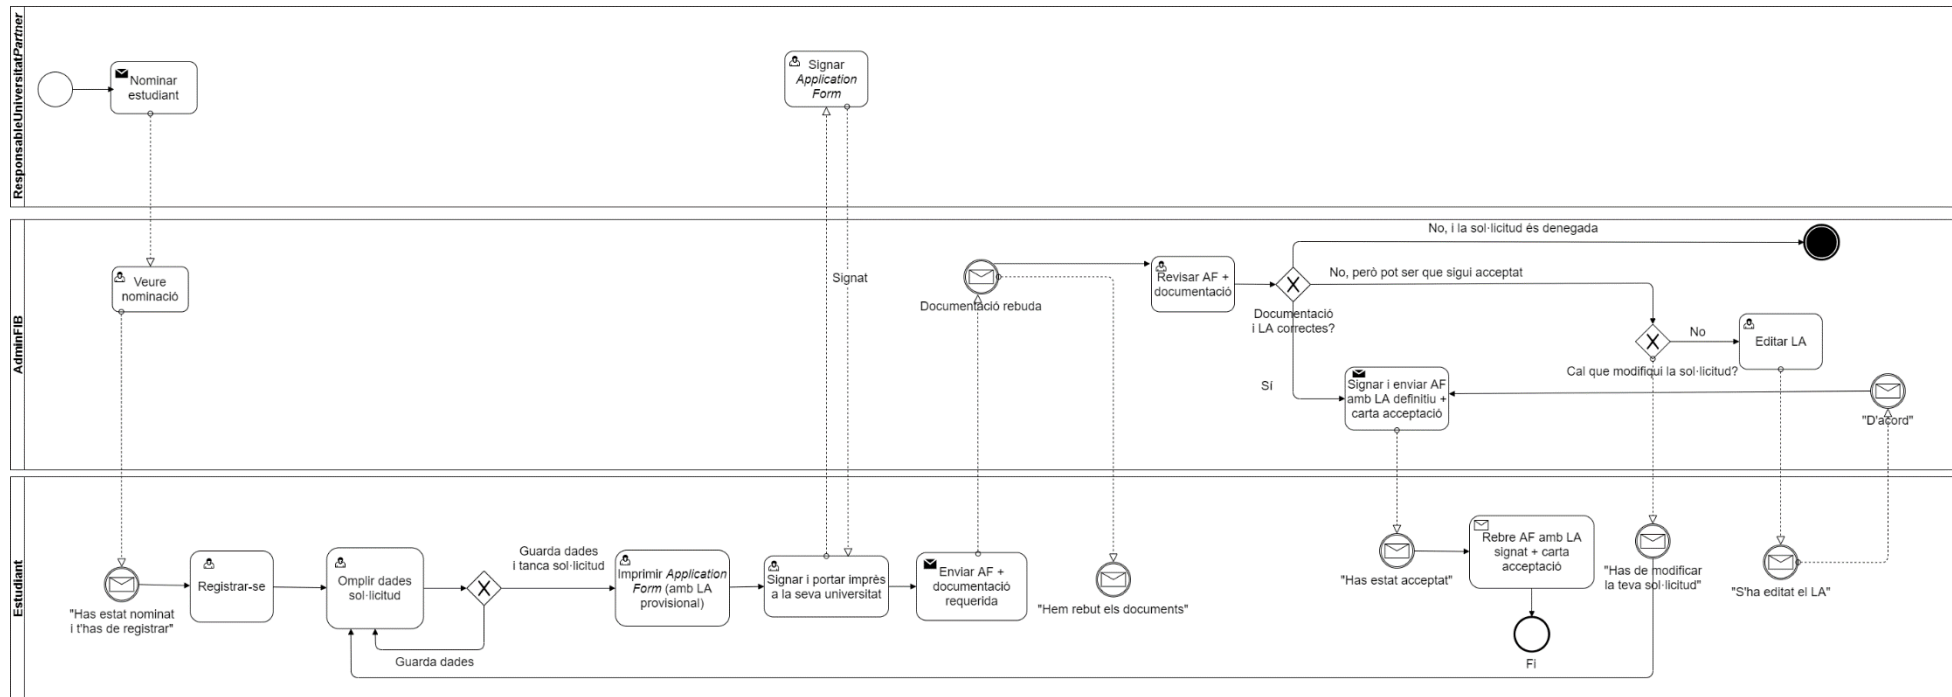 ResponsableUniversitatPartner
Nominar
estudiant
Signar
Application
Form
AdminFIB
Veure
nominació
Signat
Documentació rebuda
Revisar AF +
documentació
No, i la sol·licitud és denegada
No, però pot ser que sigui acceptat
Documentació
i LA correctes?
Sí
Signar i enviar AF
amb LA definitiu +
carta acceptació
No
Editar LA
Cal que modifiqui la sol·licitud?
"D'acord"
Estudiant
"Has estat nominat
i t'has de registrar"
Registrar-se
Omplir dades
sol·licitud
Guarda dades
i tanca sol·licitud
Guarda dades
Imprimir Application
Form (amb LA
provisional)
Signar i portar imprès
a la seva universitat
Enviar AF +
documentació
requerida
"Hem rebut els documents"
"Has estat acceptat"
Rebre AF amb LA
signat + carta
acceptació
Fi
"Has de modificar
la teva sol·licitud"
"S'ha editat el LA"